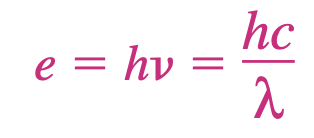 e = hν = hc/λ